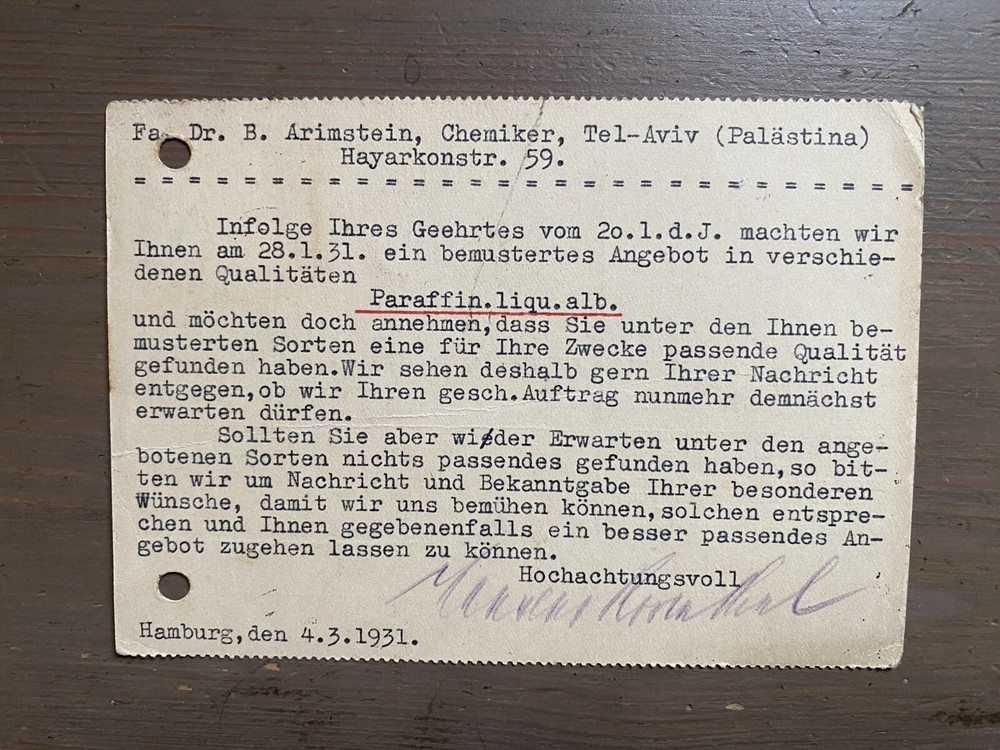 Fa. Dr. B. Arimstein, Chemiker, Tel-Aviv (Palästina)
Hayarkonstr. 59.
= = = = = = = = = = = = = = = = = = = = = = = = = = = = =
Infolge Ihres Geehrtes vom 2o.1.d.J. machten wir
Ihnen am 28.1.31. ein bemustertes Angebot in verschie-
denen Qualitäten
Paraffin.liqu.alb.
und möchten doch annehmen,dass Sie unter den Ihnen be-
musterten Sorten eine für Ihre Zwecke passende Qualität
gefunden haben.Wir sehen deshalb gern Ihrer Nachricht
entgegen,ob wir Ihren gesch.Auftrag nunmehr demnächst
erwarten dürfen.
Sollten Sie aber wider Erwarten unter den ange-
botenen Sorten nichts passendes gefunden haben,so bit-
ten wir um Nachricht und Bekanntgabe Ihrer besonderen
Wünsche, damit wir uns bemühen können,solchen entspre-
chen und Ihnen gegebenenfalls ein besser passendes An-
gebot zugehen lassen zu können.
Hochachtungsvoll
Hamburg,den 4.3.1931.